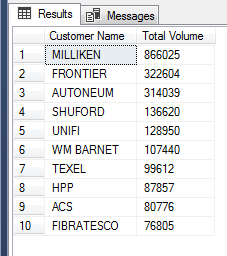 Results Messages
Customer Name Total Volume
1 MILLIKEN 866025
2 FRONTIER 322604
3 AUTONEUM 314039
4 SHUFORD 136620
5 UNIFI 128950
6 WM BARNET 107440
7 TEXEL 99612
8 HPP 87857
9 ACS 80776
10 FIBRATESCO 76805